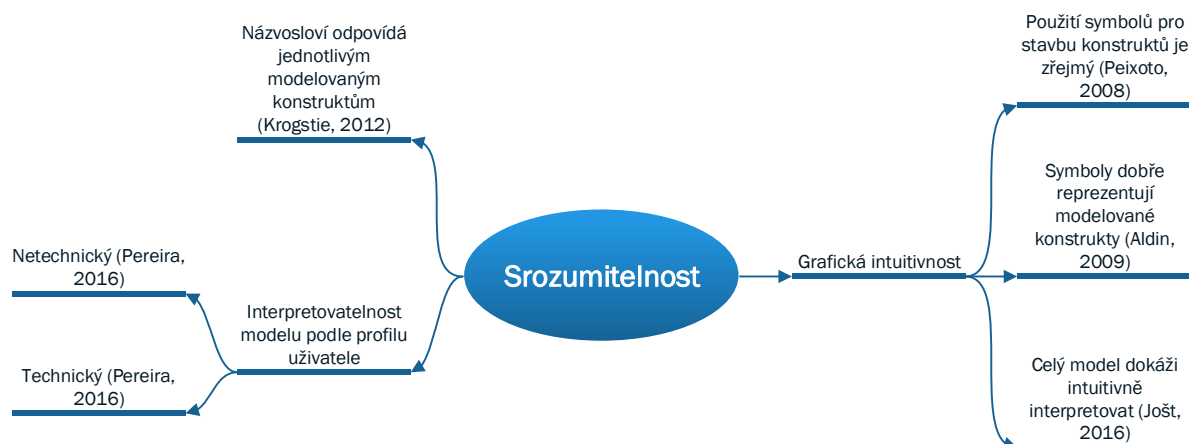 Názvosloví odpovídá
jednotlivým
modelovaným
konstruktům
(Krogstie, 2012)
Netechnický (Pereira,
2016)
Interpretovatelnost
modelu podle profilu
uživatele
Technický (Pereira,
2016)
Srozumitelnost
Grafická intuitivnost
Použití symbolů pro
stavbu konstruktů je
zřejmý (Peixoto,
2008)
Symboly dobře
reprezentují
modelované
konstrukty (Aldin,
2009)
Celý model dokáži
intuitivně
interpretovat (Jošt,
2016)